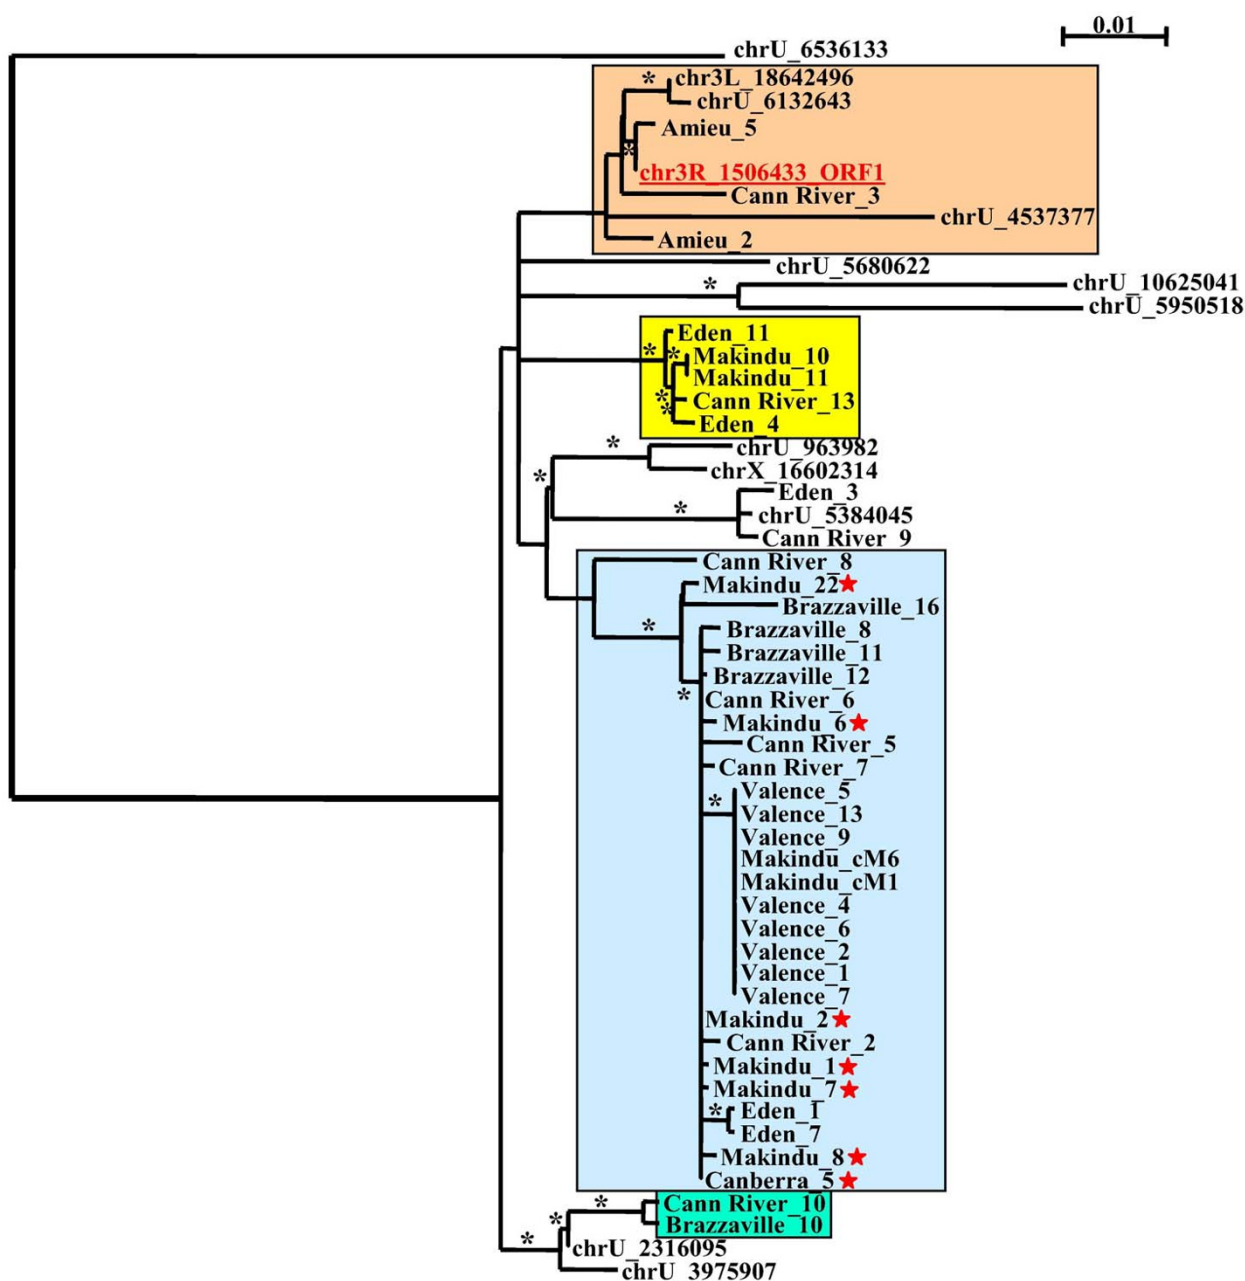 0.01
chrU_6536133
*
chr3L_18642496
chrU_6132643
Amieu_5
*
chr3R_1506433_ORF1
Cann River_3
chrU_4537377
Amieu_2
chrU_5680622
*
chrU_10625041
chrU_5950518
Eden_11
*
*
Makindu_10
Makindu_11
*
Cann River_13
*
Eden_4
*
chrU_963982
chrX_16602314
*
Eden_3
*
chrU_5384045
Cann River_9
Cann River_8
Makindu_22
Brazzaville_16
*
Brazzaville_8
Brazzaville_11
Brazzaville_12
*
Cann River_6
Makindu_6
Cann River_5
Cann River_7
Valence_5
*
Valence_13
Valence_9
Makindu_cM6
Makindu_cM1
Valence_4
Valence_6
Valence_2
Valence_1
Valence_7
Makindu_2
Cann River_2
Makindu_1
Makindu_7
*
Eden_1
Eden_7
Makindu_8
Canberra_5
*
Cann River_10
Brazzaville_10
*
*
chrU_2316095
chrU_3975907